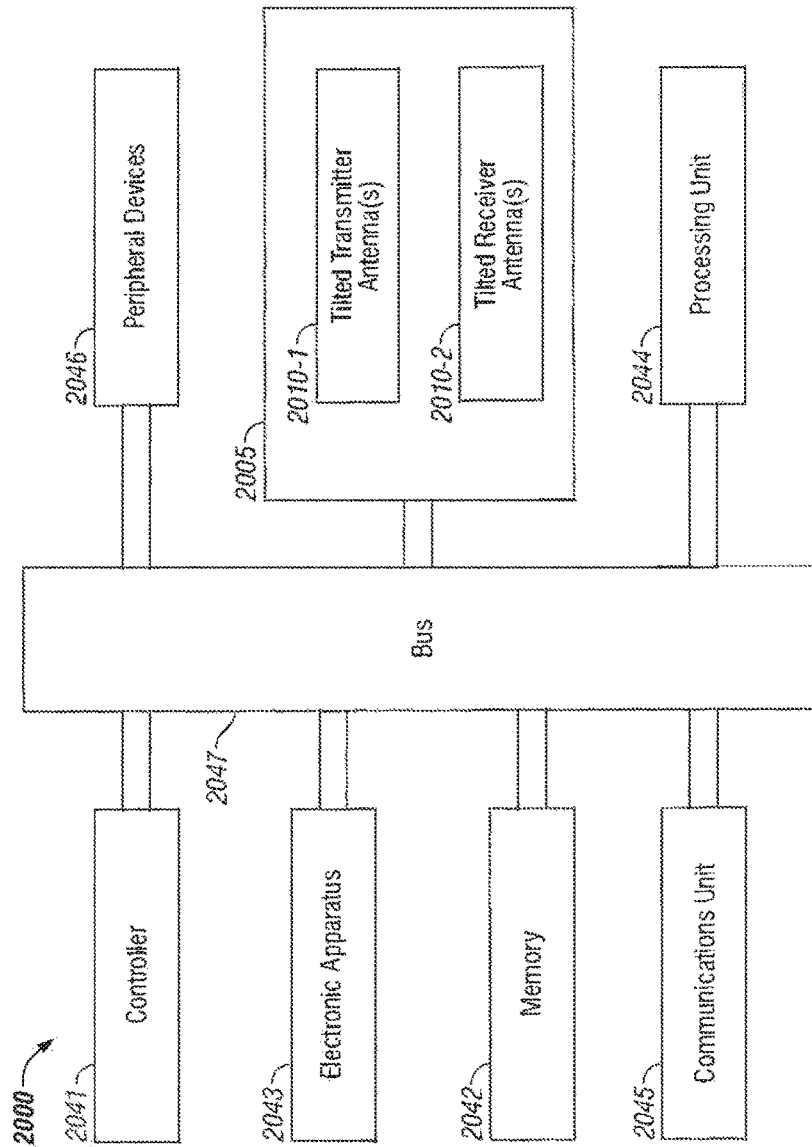 2000
2041
Controller
2043
Electronic Apparatus
2042
Memory
2045
Communications Unit
2047
Bus
2046
Peripheral Devices
2005
2010-1
Tilted Transmitter
Antenna(s)
2010-2
Tilted Receiver
Antenna(s)
2044
Processing Unit